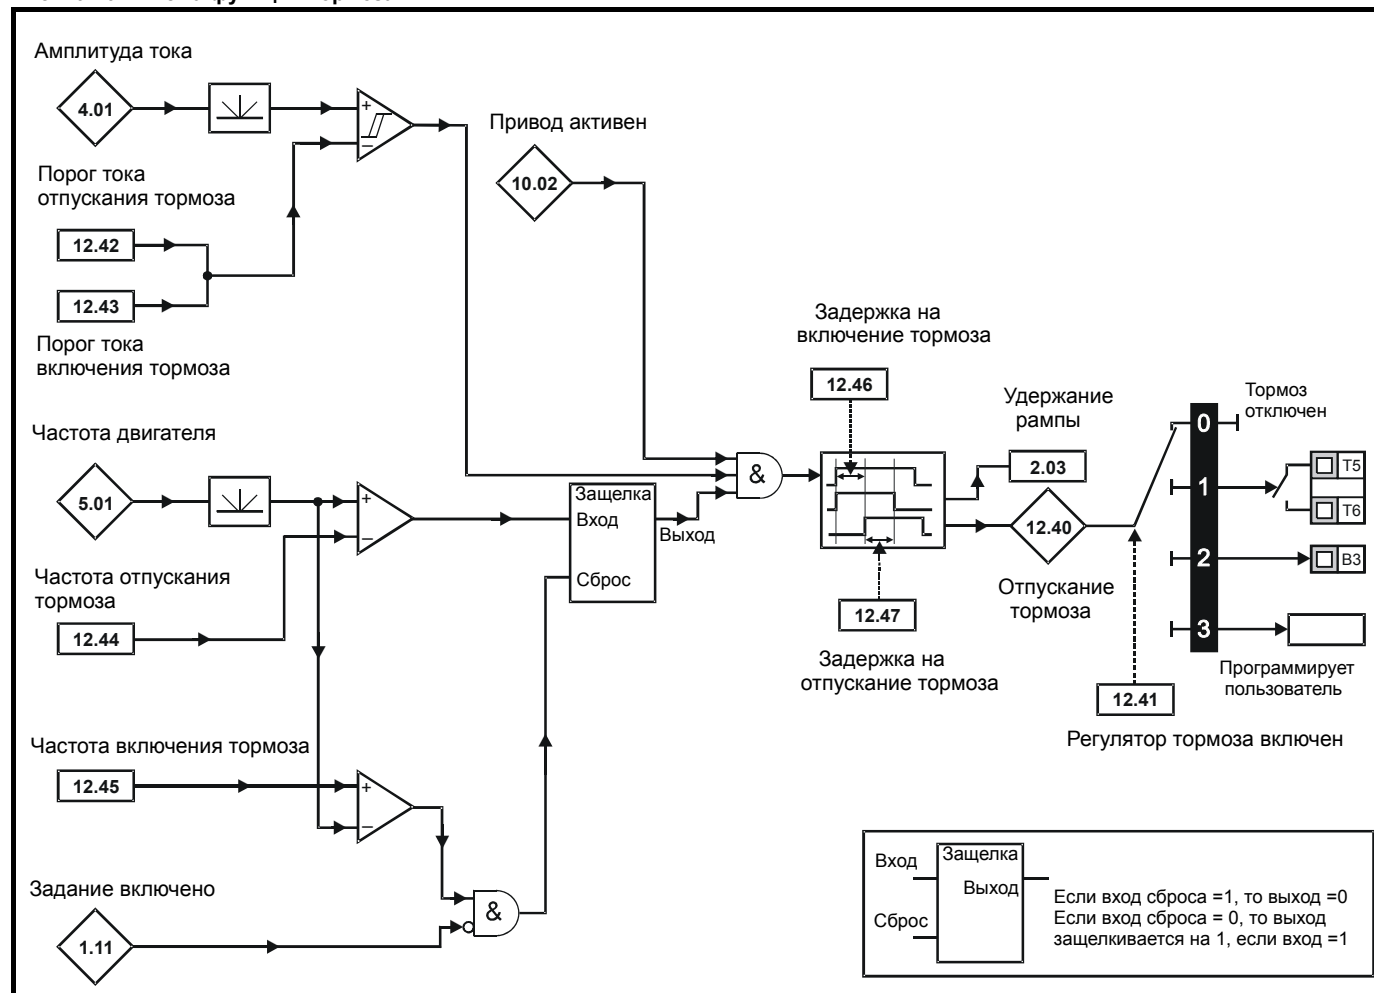 Амплитуда тока
4.01
+
−
Порог тока
отпускания тормоза
12.42
12.43
Порог тока
включения тормоза
Привод активен
10.02
Частота двигателя
5.01
+
−
Частота отпускания
тормоза
12.44
Защелка
Вход
Выход
Сброс
&
Задержка на
включение тормоза
12.46
12.47
Задержка на
отпускание тормоза
Удержание
рампы
2.03
12.40
Отпускание
тормоза
Тормоз
отключен
0
1
T5
T6
2
B3
3
Программирует
пользователь
12.41
Регулятор тормоза включен
Частота включения тормоза
12.45
+
−
&
Задание включено
1.11
Вход
Защелка
Выход
Сброс
Если вход сброса =1, то выход =0
Если вход сброса = 0, то выход
защелкивается на 1, если вход =1